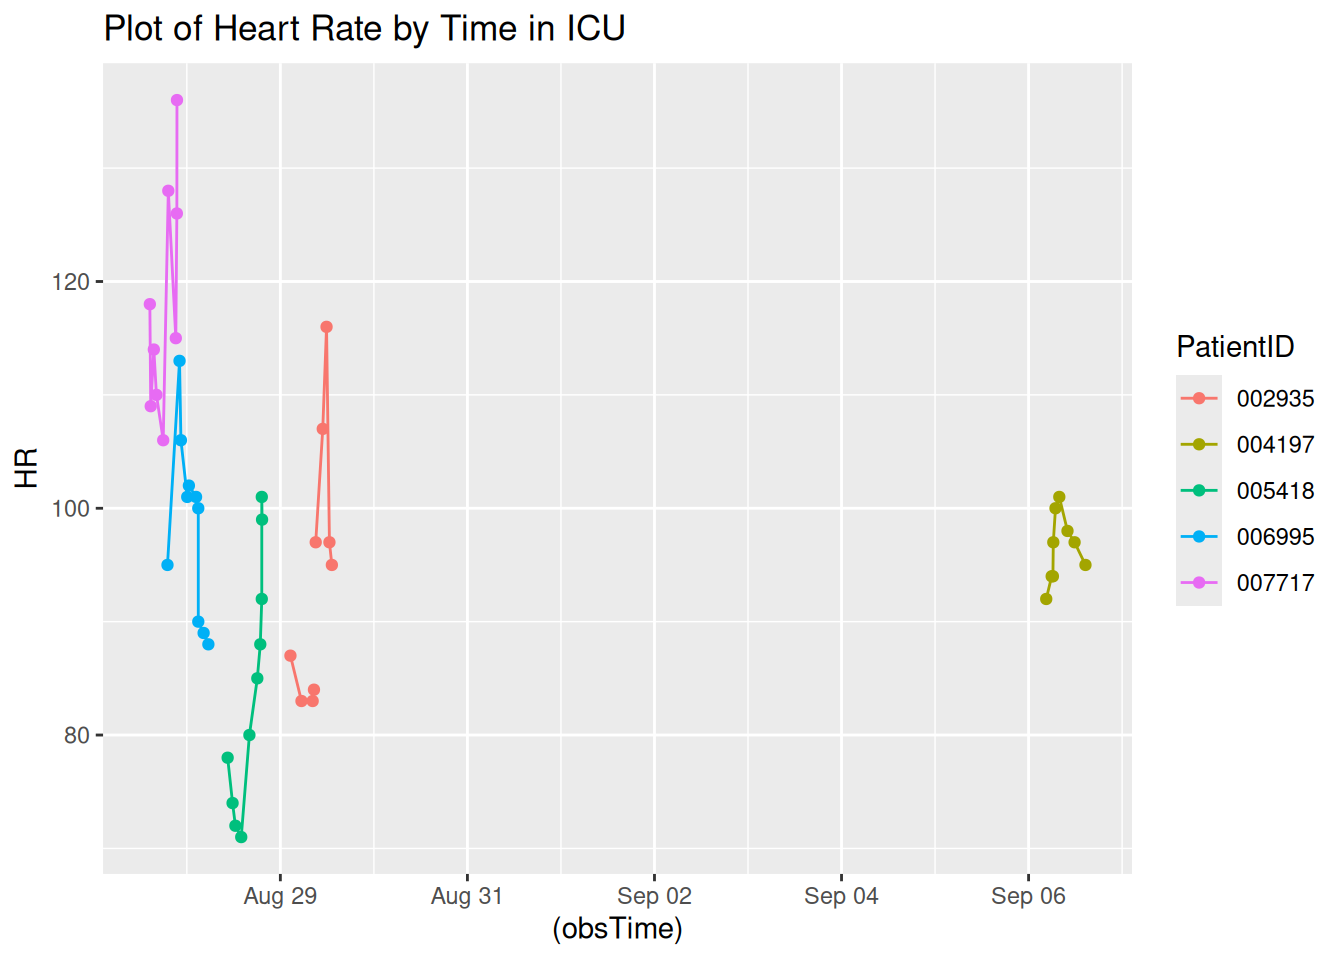 Plot of Heart Rate by Time in ICU
120
100
80
HR
Aug 29
Aug 31
Sep 02
Sep 04
Sep 06
(obsTime)
PatientID
002935
004197
005418
006995
007717